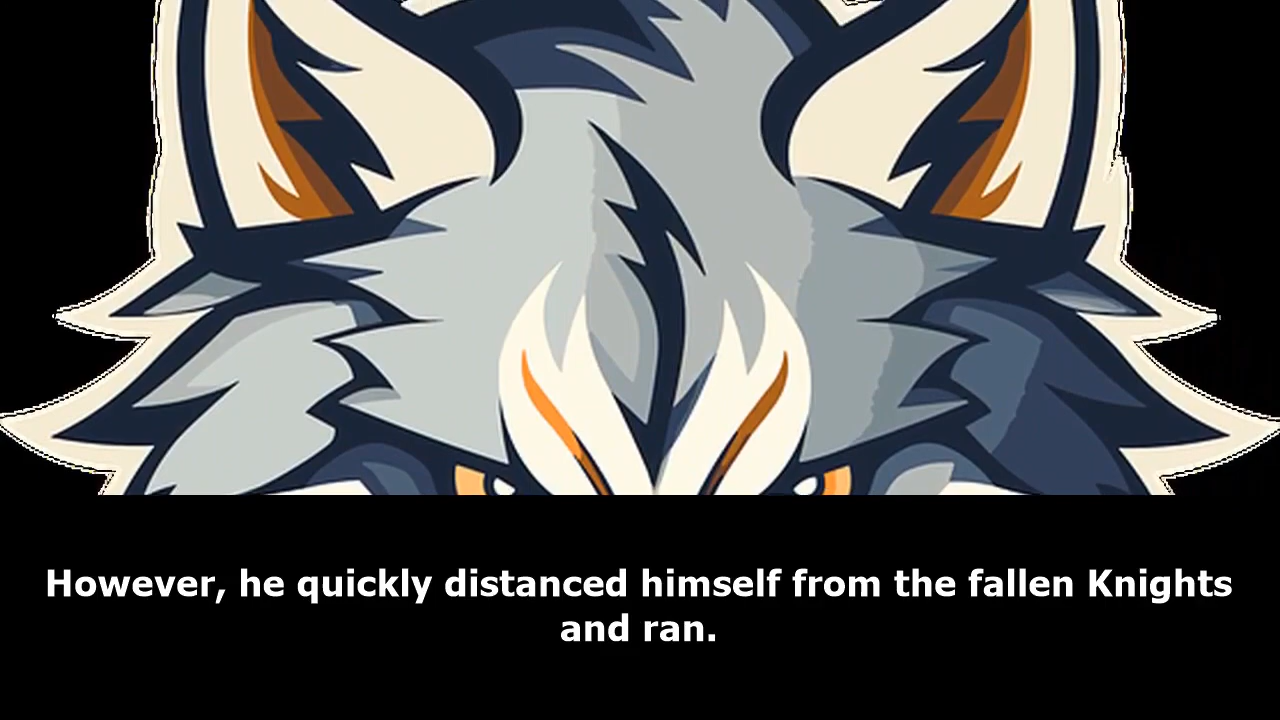 However, he quickly distanced himself from the fallen Knights
and ran.